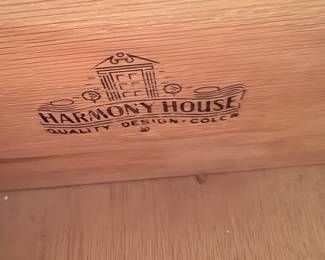 HARMONY HOUSE
QUALITY · DESIGN · COLOR